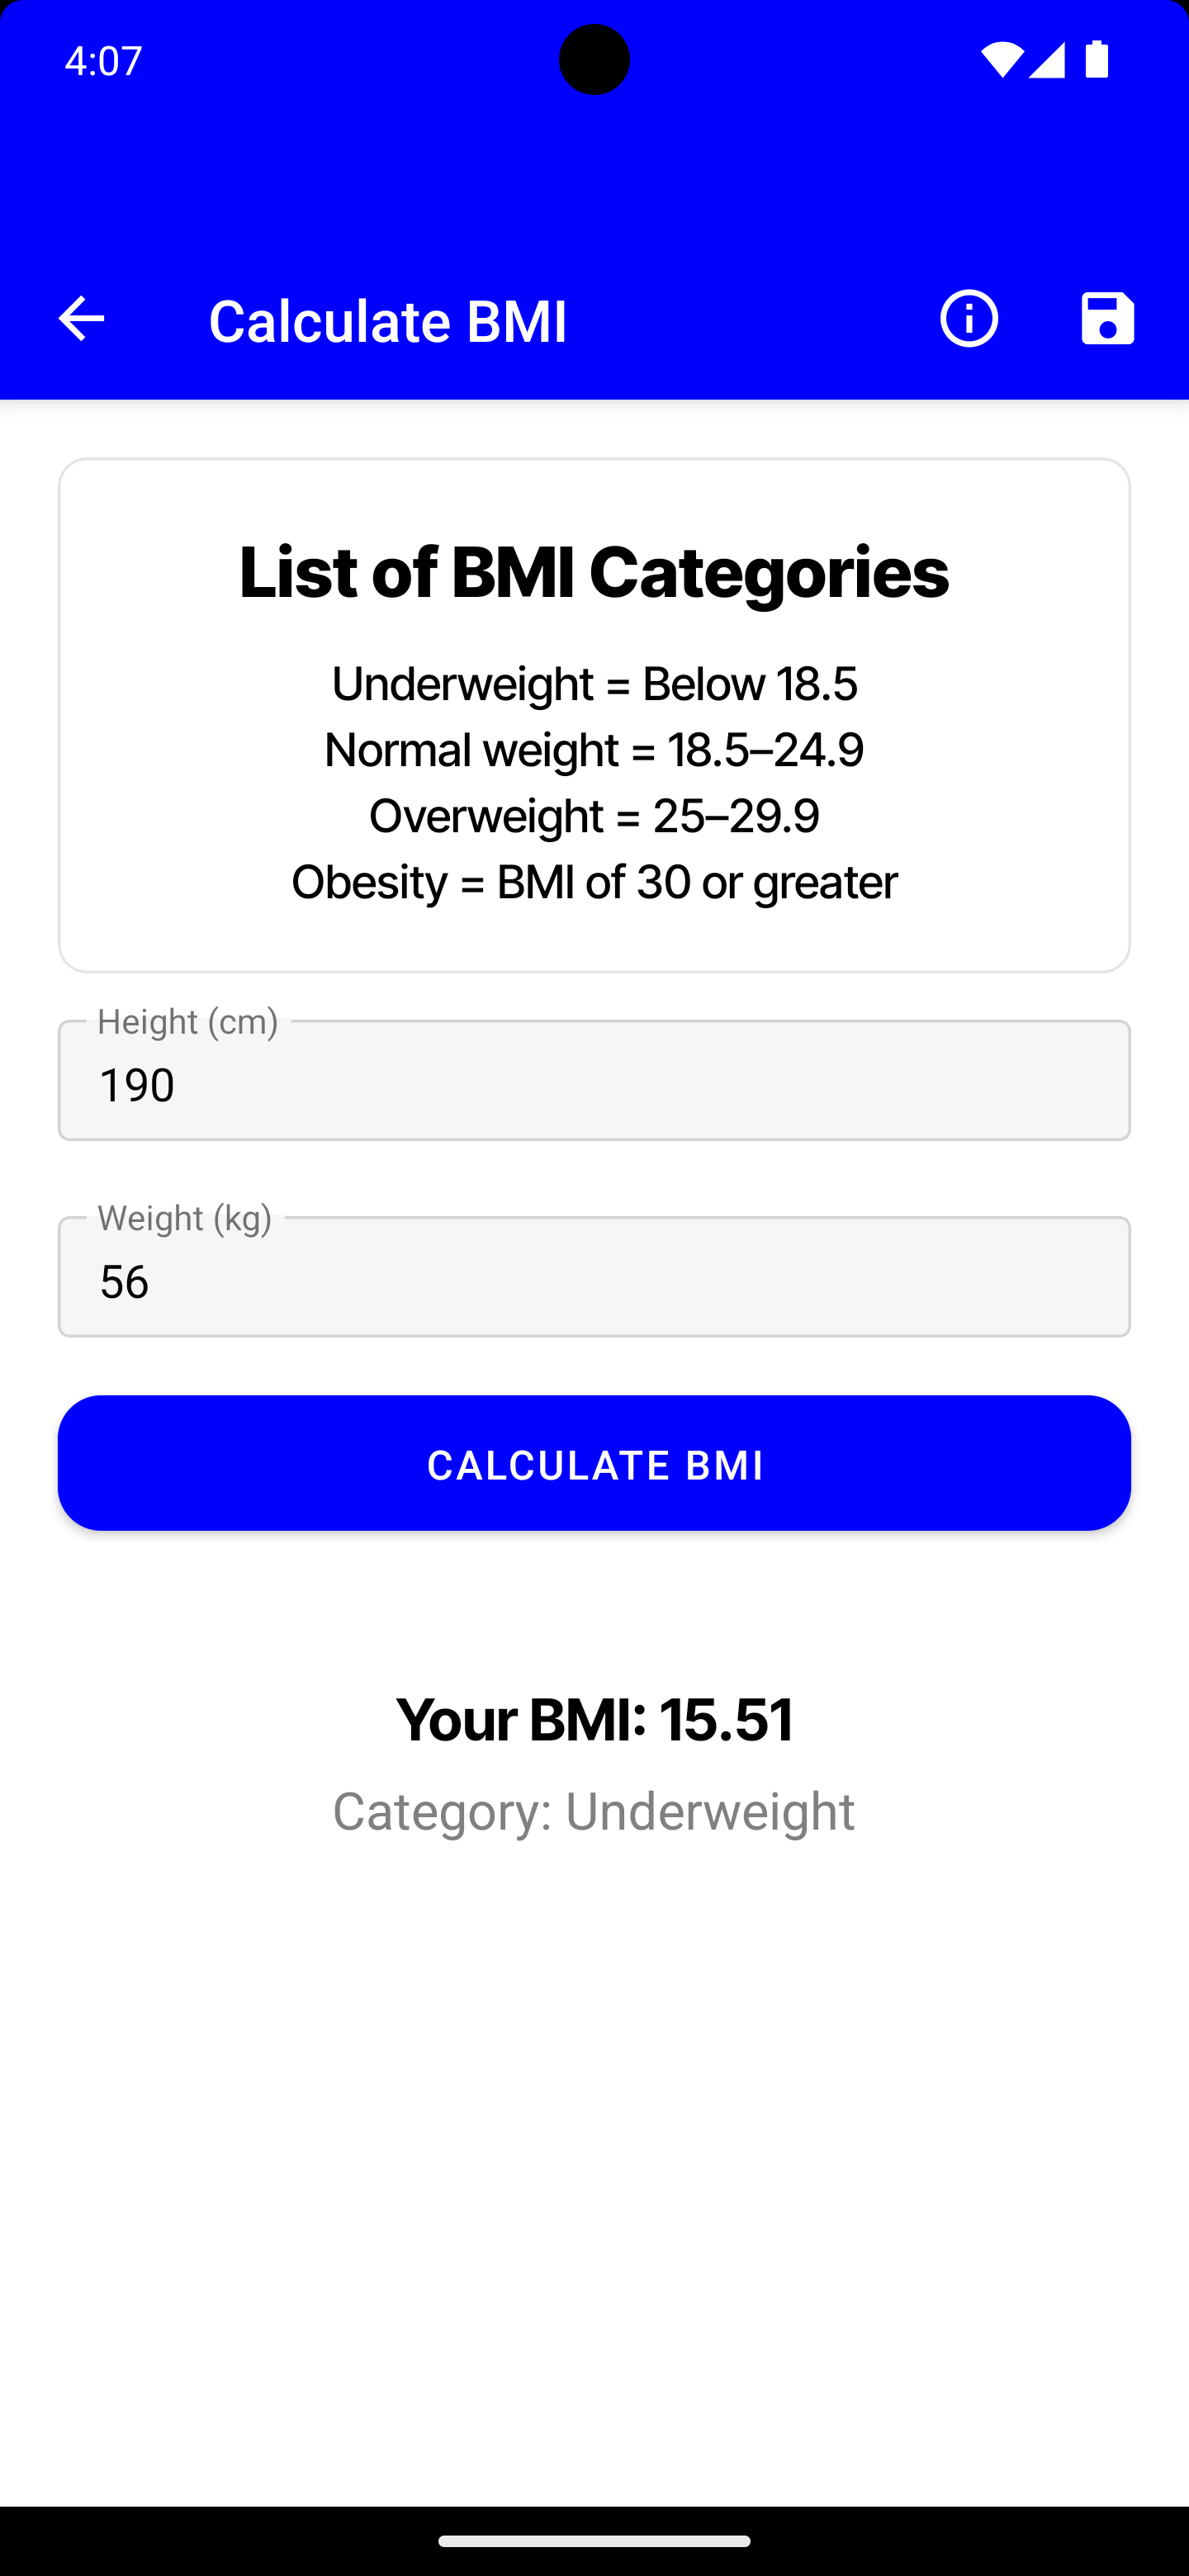 4:07
Calculate BMI
List of BMI Categories
Underweight = Below 18.5
Normal weight = 18.5–24.9
Overweight = 25–29.9
Obesity = BMI of 30 or greater
Height (cm)
190
Weight (kg)
56
CALCULATE BMI
Your BMI: 15.51
Category: Underweight